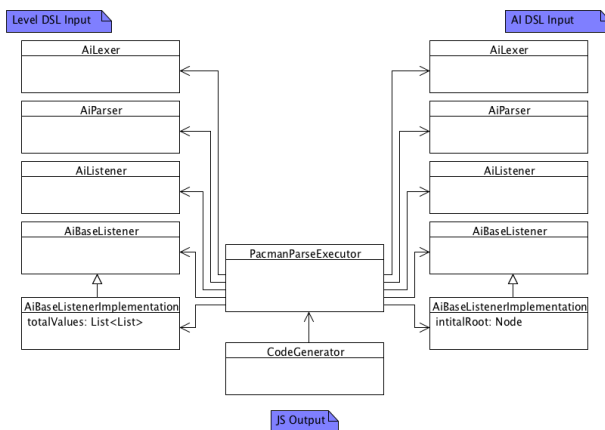 Level DSL Input
AI DSL Input
AiLexer
AiLexer
AiParser
AiParser
AiListener
AiListener
AiBaseListener
AiBaseListener
PacmanParseExecutor
AiBaseListenerImplementation
totalValues: List<List>
AiBaseListenerImplementation
intitalRoot: Node
CodeGenerator
JS Output